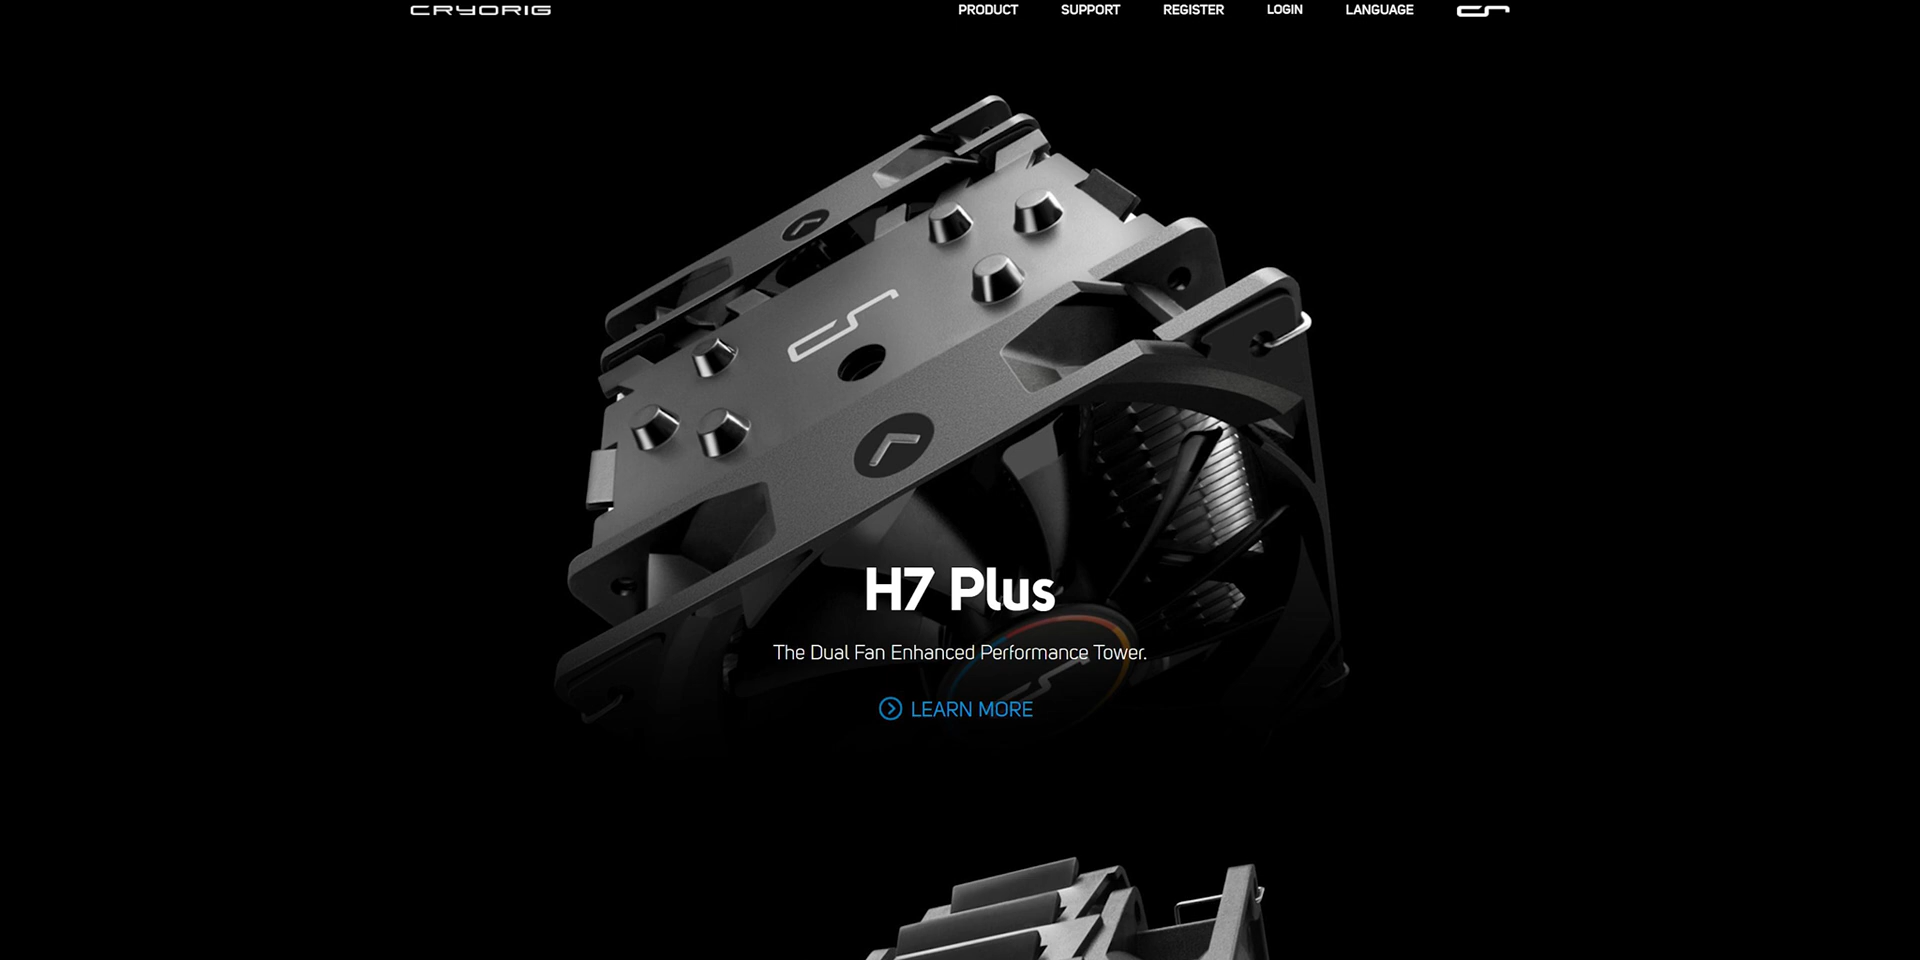 CRYORIG
PRODUCT SUPPORT REGISTER LOGIN LANGUAGE
H7 Plus
The Dual Fan Enhanced Performance Tower.
LEARN MORE